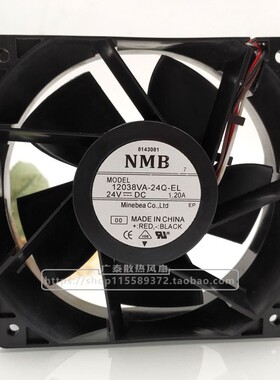 8143081
NMB
7
MODEL
12038VA-24Q-EL
24V DC 1.20A
Minebea Co.,Ltd
EP
00 MADE IN CHINA
+:RED,-:BLACK
广泰散热风扇
https://shop115589372.taobao.com